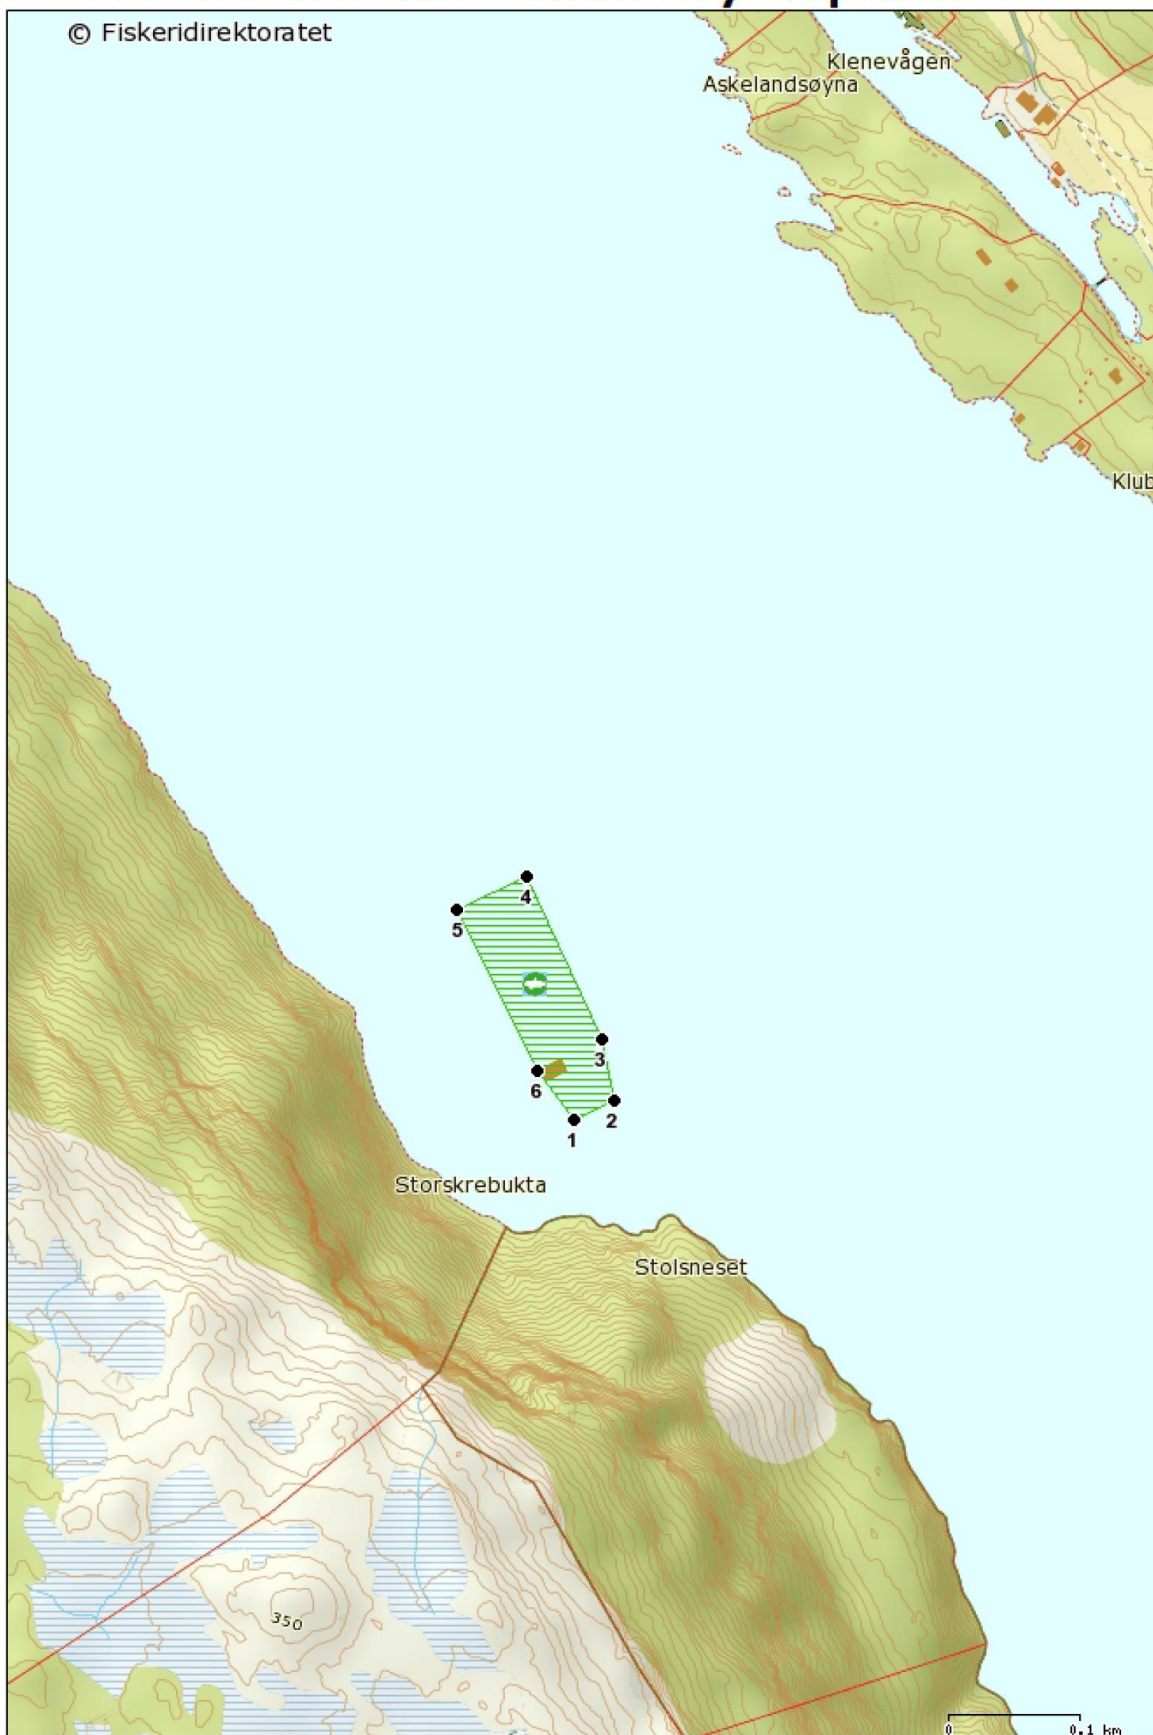 © Fiskeridirektoratet
Klenevågen
Askelandsøyna
Klub
4
5
3
6
2
1
Storskrebukta
Stolsneset
350
0 0.1 km